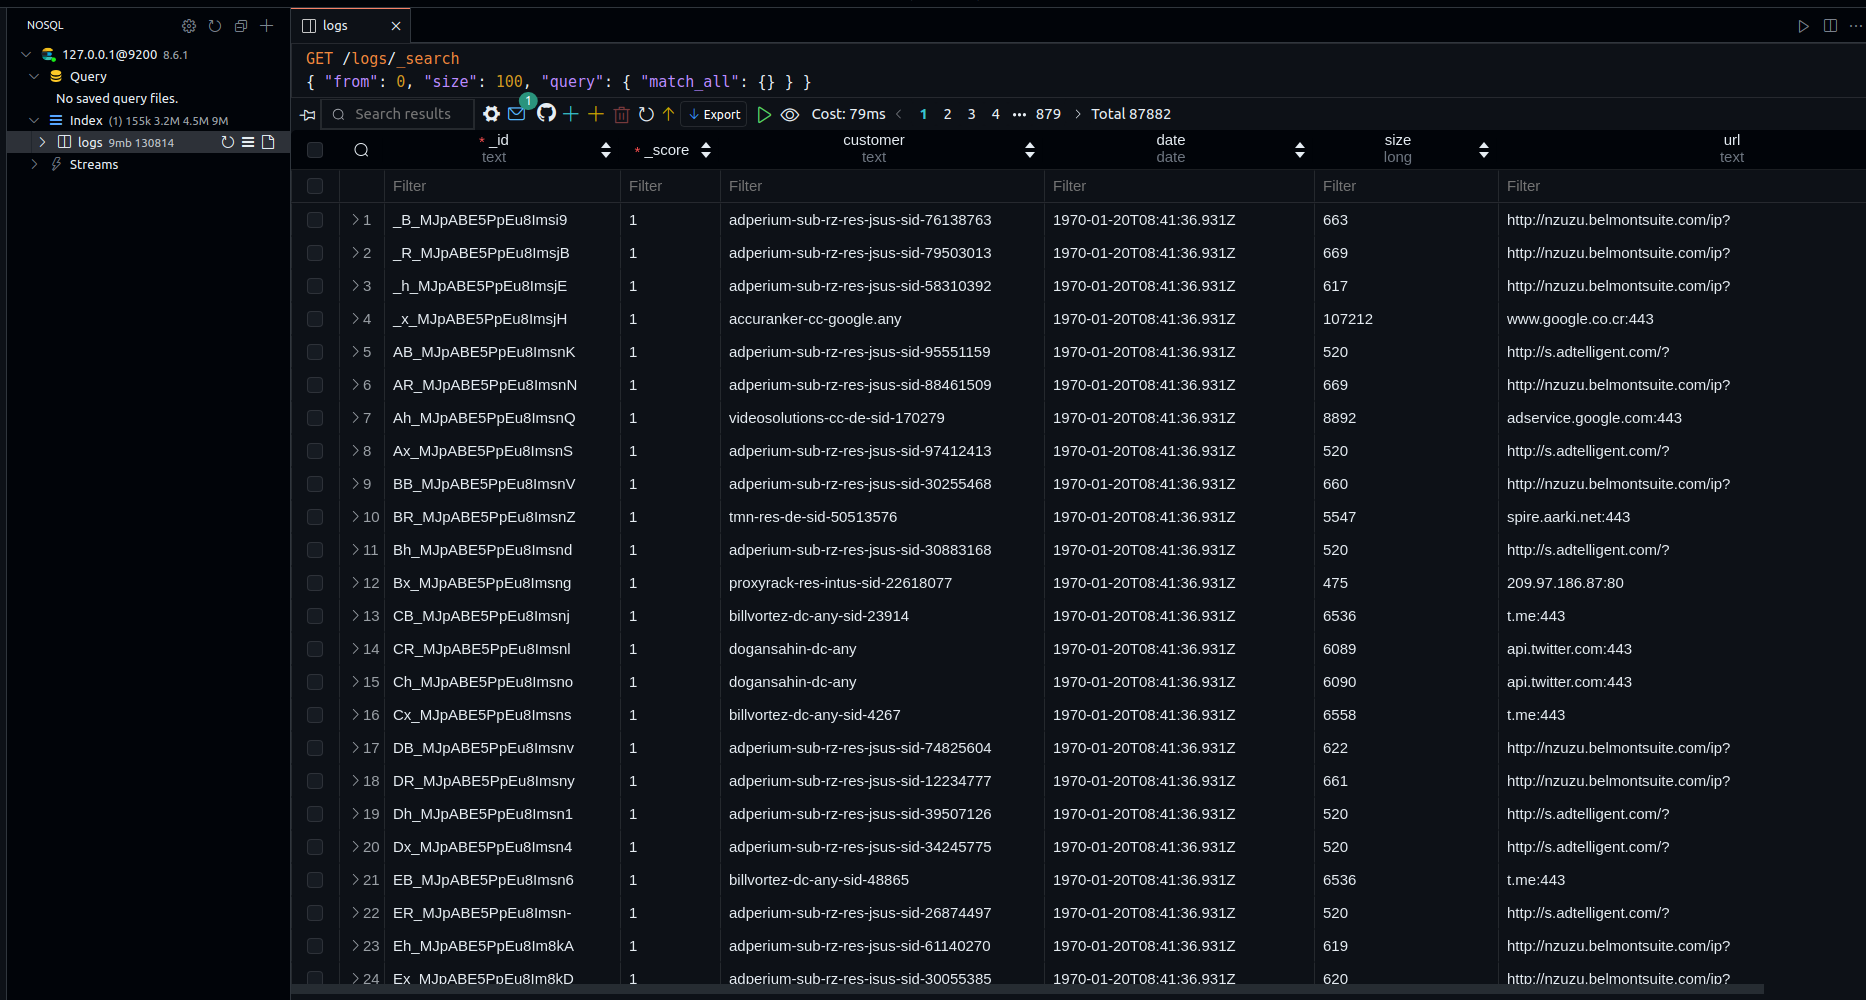 NOSQL
127.0.0.1@9200 8.6.1
Query
No saved query files.
Index (1) 155k 3.2M 4.5M 9M
logs 9mb 130814
Streams
logs
GET /logs/_search
{ "from": 0, "size": 100, "query": { "match_all": {} } }
Search results 1 Export Cost: 79ms 1 2 3 4 ••• 879 Total 87882
* _id * _score customer date size url
text text date long text
Filter Filter Filter Filter Filter Filter
1 _B_MJpABE5PpEu8Imsi9 1 adperium-sub-rz-res-jsus-sid-76138763 1970-01-20T08:41:36.931Z 663 http://nzuzu.belmontsuite.com/ip?
2 _R_MJpABE5PpEu8ImsjB 1 adperium-sub-rz-res-jsus-sid-79503013 1970-01-20T08:41:36.931Z 669 http://nzuzu.belmontsuite.com/ip?
3 _h_MJpABE5PpEu8ImsjE 1 adperium-sub-rz-res-jsus-sid-58310392 1970-01-20T08:41:36.931Z 617 http://nzuzu.belmontsuite.com/ip?
4 _x_MJpABE5PpEu8ImsjH 1 accuranker-cc-google.any 1970-01-20T08:41:36.931Z 107212 www.google.co.cr:443
5 AB_MJpABE5PpEu8ImsnK 1 adperium-sub-rz-res-jsus-sid-95551159 1970-01-20T08:41:36.931Z 520 http://s.adtelligent.com/?
6 AR_MJpABE5PpEu8ImsnN 1 adperium-sub-rz-res-jsus-sid-88461509 1970-01-20T08:41:36.931Z 669 http://nzuzu.belmontsuite.com/ip?
7 Ah_MJpABE5PpEu8ImsnQ 1 videosolutions-cc-de-sid-170279 1970-01-20T08:41:36.931Z 8892 adservice.google.com:443
8 Ax_MJpABE5PpEu8ImsnS 1 adperium-sub-rz-res-jsus-sid-97412413 1970-01-20T08:41:36.931Z 520 http://s.adtelligent.com/?
9 BB_MJpABE5PpEu8ImsnV 1 adperium-sub-rz-res-jsus-sid-30255468 1970-01-20T08:41:36.931Z 660 http://nzuzu.belmontsuite.com/ip?
10 BR_MJpABE5PpEu8ImsnZ 1 tmn-res-de-sid-50513576 1970-01-20T08:41:36.931Z 5547 spire.aarki.net:443
11 Bh_MJpABE5PpEu8Imsnd 1 adperium-sub-rz-res-jsus-sid-30883168 1970-01-20T08:41:36.931Z 520 http://s.adtelligent.com/?
12 Bx_MJpABE5PpEu8Imsng 1 proxyrack-res-intus-sid-22618077 1970-01-20T08:41:36.931Z 475 209.97.186.87:80
13 CB_MJpABE5PpEu8Imsnj 1 billvortez-dc-any-sid-23914 1970-01-20T08:41:36.931Z 6536 t.me:443
14 CR_MJpABE5PpEu8Imsnl 1 dogansahin-dc-any 1970-01-20T08:41:36.931Z 6089 api.twitter.com:443
15 Ch_MJpABE5PpEu8Imsno 1 dogansahin-dc-any 1970-01-20T08:41:36.931Z 6090 api.twitter.com:443
16 Cx_MJpABE5PpEu8Imsns 1 billvortez-dc-any-sid-4267 1970-01-20T08:41:36.931Z 6558 t.me:443
17 DB_MJpABE5PpEu8Imsnv 1 adperium-sub-rz-res-jsus-sid-74825604 1970-01-20T08:41:36.931Z 622 http://nzuzu.belmontsuite.com/ip?
18 DR_MJpABE5PpEu8Imsny 1 adperium-sub-rz-res-jsus-sid-12234777 1970-01-20T08:41:36.931Z 661 http://nzuzu.belmontsuite.com/ip?
19 Dh_MJpABE5PpEu8Imsn1 1 adperium-sub-rz-res-jsus-sid-39507126 1970-01-20T08:41:36.931Z 520 http://s.adtelligent.com/?
20 Dx_MJpABE5PpEu8Imsn4 1 adperium-sub-rz-res-jsus-sid-34245775 1970-01-20T08:41:36.931Z 520 http://s.adtelligent.com/?
21 EB_MJpABE5PpEu8Imsn6 1 billvortez-dc-any-sid-48865 1970-01-20T08:41:36.931Z 6536 t.me:443
22 ER_MJpABE5PpEu8Imsn- 1 adperium-sub-rz-res-jsus-sid-26874497 1970-01-20T08:41:36.931Z 520 http://s.adtelligent.com/?
23 Eh_MJpABE5PpEu8Im8kA 1 adperium-sub-rz-res-jsus-sid-61140270 1970-01-20T08:41:36.931Z 619 http://nzuzu.belmontsuite.com/ip?
24 Ex_MJpABE5PpEu8Im8kD 1 adperium-sub-rz-res-jsus-sid-30055385 1970-01-20T08:41:36.931Z 620 http://nzuzu.belmontsuite.com/ip?